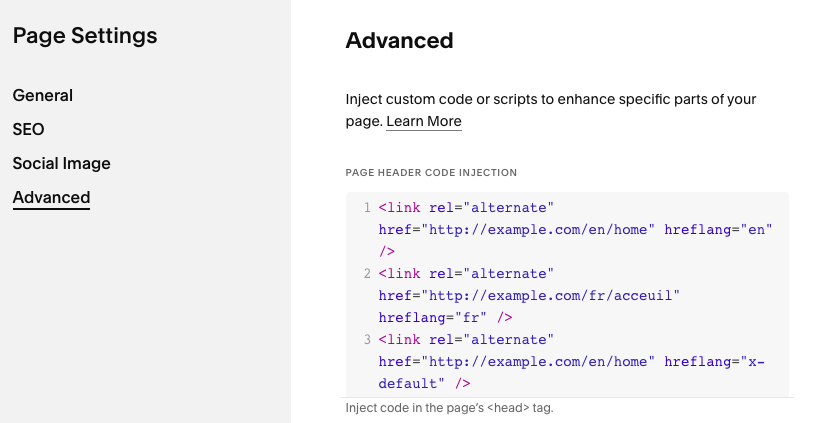 Page Settings
General
SEO
Social Image
Advanced
Advanced
Inject custom code or scripts to enhance specific parts of your
page. Learn More
PAGE HEADER CODE INJECTION
1 <link rel="alternate"
href="http://example.com/en/home" hreflang="en"
/>
2 <link rel="alternate"
href="http://example.com/fr/acceuil"
hreflang="fr" />
3 <link rel="alternate"
href="http://example.com/en/home" hreflang="x-
default" />
Inject code in the page's <head> tag.